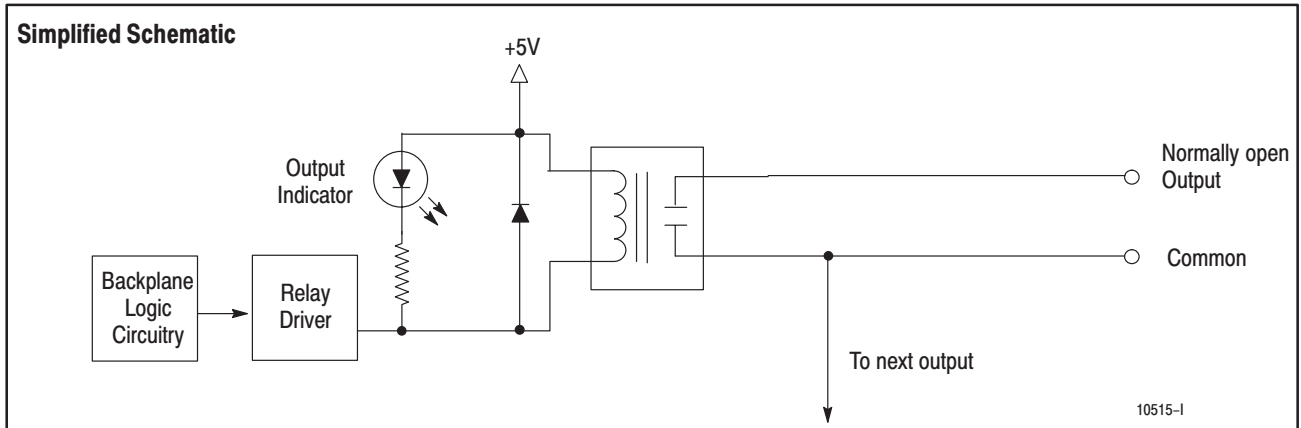 Simplified Schematic
+5V
Output
Indicator
Normally open
Output
Backplane
Logic
Circuitry
Relay
Driver
Common
To next output
10515–I